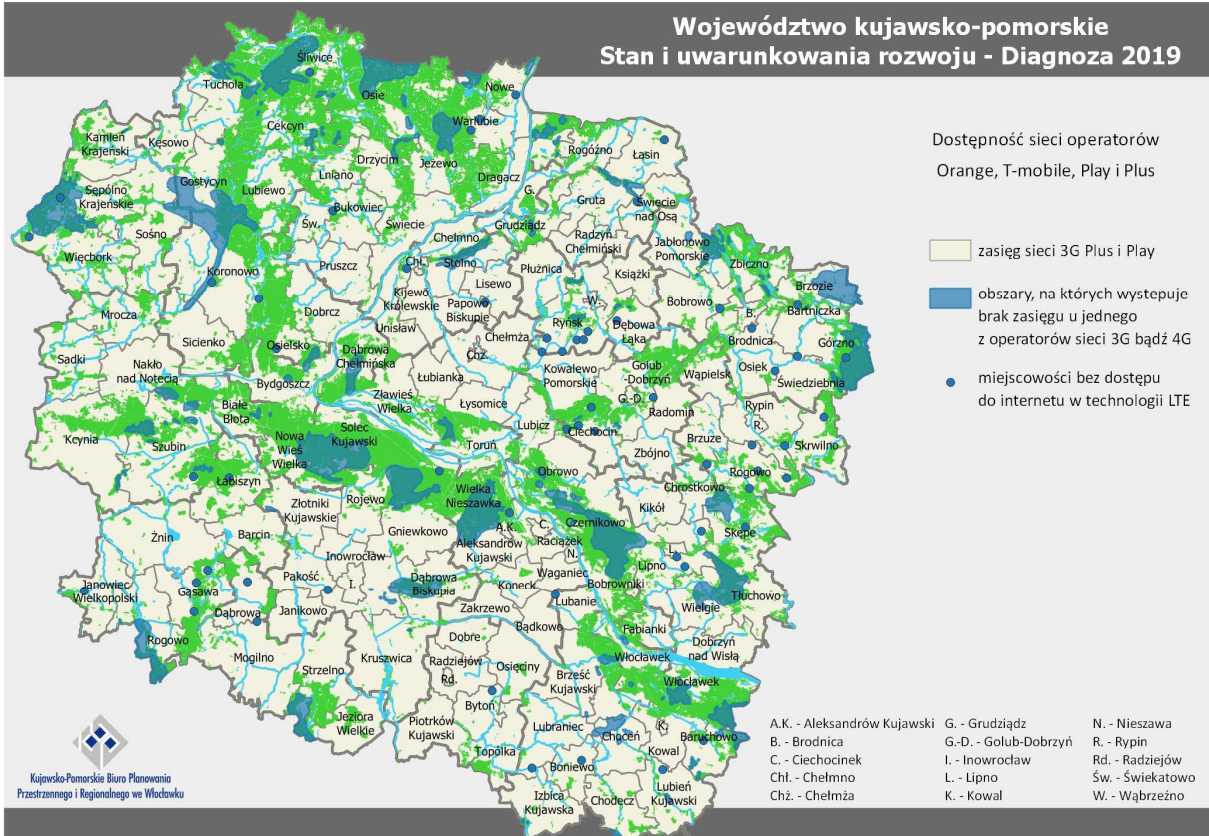 Województwo kujawsko-pomorskie
Stan i uwarunkowania rozwoju - Diagnoza 2019
Dostępność sieci operatorów
Orange, T-mobile, Play i Plus
zasięg sieci 3G Plus i Play
obszary, na których wystepuje
brak zasięgu u jednego
z operatorów sieci 3G bądź 4G
miejscowości bez dostępu
do internetu w technologii LTE
Śliwice
Tuchola
Osie
Nowe
Warlubie
Cekcyn
Kamień
Krajeński
Kęsowo
Rogóźno
Łasin
Drzycim
Jeżewo
Lniano
Dragacz
Gostycyn
Lubiewo
G.
Sępólno
Krajeńskie
Bukowiec
Gruta
Świecie
nad Osą
Św.
Świecie
Grudziądz
Sośno
Chełmno
Radzyń
Chełmiński
Jabłonowo
Pomorskie
Więcbork
Pruszcz
Chł.
Stolno
Zbiczno
Koronowo
Płużnica
Książki
Lisewo
Brzozie
Kijewo
Królewskie
Papowo
Biskupie
W.
Bobrowo
Bartniczka
Mrocza
Dobrcz
Unisław
Ryńsk
Dębowa
Łąka
B.
Brodnica
Sicienko
Osielsko
Chełmża
Górzno
Sadki
Dąbrowa
Chełmińska
Chż.
Nakło
nad Notecią
Kowalewo
Pomorskie
Golub
-Dobrzyń
Wąpielsk
Osiek
Świedziebnia
Bydgoszcz
Łubianka
Zławieś
Wielka
Łysomice
G.-D.
Radomin
Rypin
Białe
Błota
R.
Solec
Kujawski
Lubicz
Ciechocin
Kcynia
Szubin
Nowa
Wieś
Wielka
Toruń
Zbójno
Brzuze
Skrwilno
Łabiszyn
Obrowo
Rogowo
Wielka
Nieszawka
Chrostkowo
Złotniki
Kujawskie
Rojewo
Kikół
Czernikowo
Gniewkowo
A.K.
C.
Skępe
Żnin
Barcin
Aleksandrów
Kujawski
Raciążek
N.
Inowrocław
L.
Lipno
Janowiec
Wielkopolski
Pakość
I.
Dąbrowa
Biskupia
Koneck
Waganiec
Bobrowniki
Gąsawa
Tłuchowo
Dąbrowa
Janikowo
Zakrzewo
Lubanie
Wielgie
Bądkowo
Fabianki
Rogowo
Dobre
Dobrzyń
nad Wisłą
Mogilno
Strzelno
Kruszwica
Radziejów
Rd.
Osięciny
Włocławek
Brześć
Kujawski
Włocławek
Bytoń
Jeziora
Wielkie
Piotrków
Kujawski
Lubraniec
Choceń
K.
Baruchowo
Kowal
Topólka
Boniewo
Izbica
Kujawska
Chodecz
Lubień
Kujawski
A.K. - Aleksandrów Kujawski
B. - Brodnica
C. - Ciechocinek
Chł. - Chełmno
Chż. - Chełmża
G. - Grudziądz
G.-D. - Golub-Dobrzyń
I. - Inowrocław
L. - Lipno
K. - Kowal
N. - Nieszawa
R. - Rypin
Rd. - Radziejów
Św. - Świekatowo
W. - Wąbrzeźno
Kujawsko-Pomorskie Biuro Planowania
Przestrzennego i Regionalnego we Włocławku